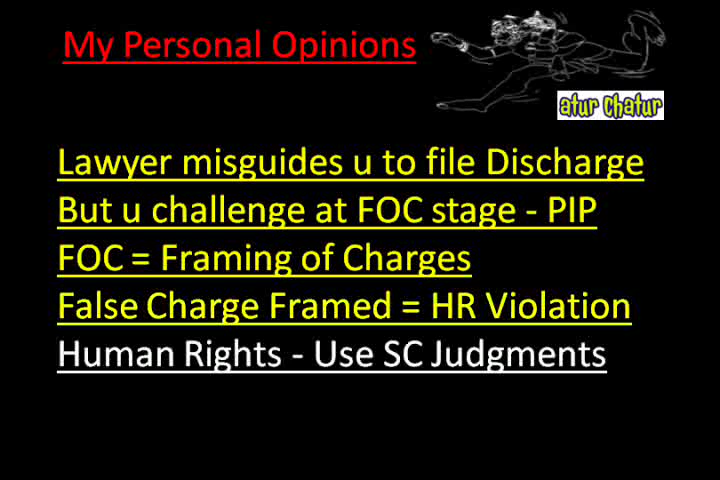 My Personal Opinions
atur chatur
Lawyer misguides u to file Discharge
But u challenge at FOC stage - PIP
FOC = Framing of Charges
False Charge Framed = HR Violation
Human Rights - Use SC Judgments